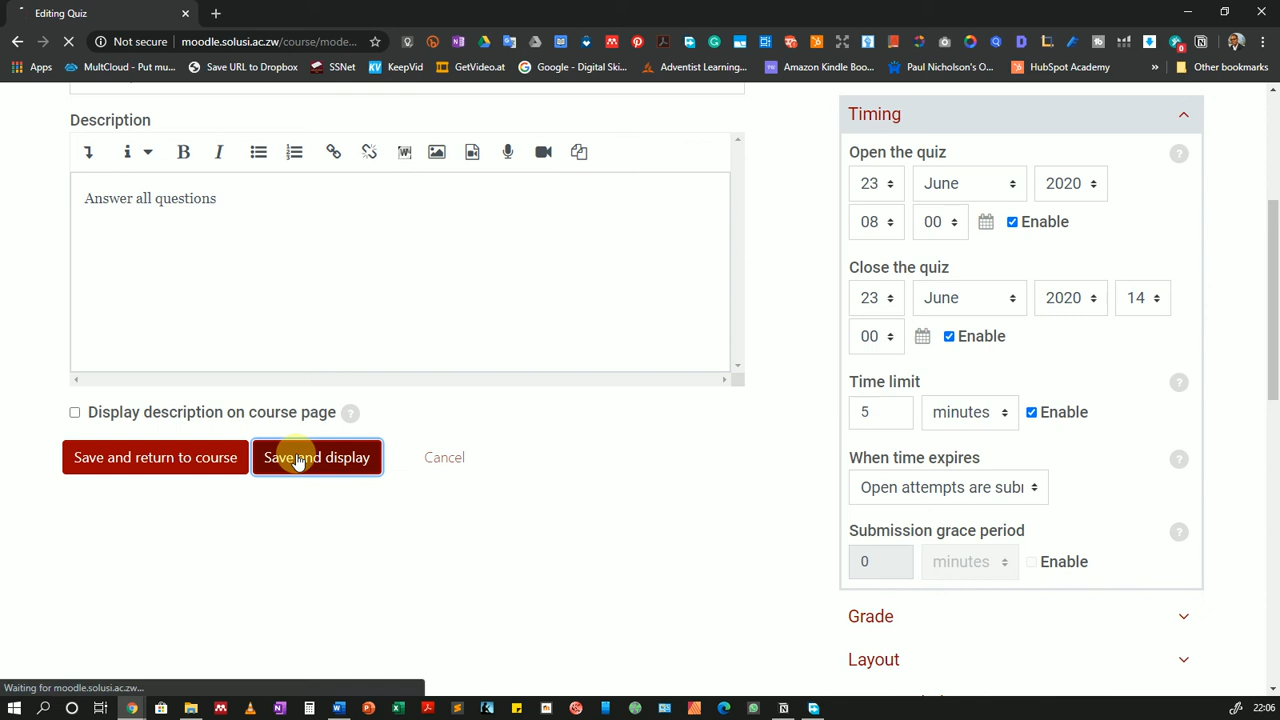 Editing Quiz
Not secure moodle.solusi.ac.zw/course/mode...
Apps MultCloud - Put mu... Save URL to Dropbox SSNet KeepVid GetVideo.at Google - Digital Ski... Adventist Learning... Amazon Kindle Boo... Paul Nicholson's O... HubSpot Academy » Other bookmarks
Description
Answer all questions
Display description on course page
Save and return to course Save and display Cancel
Timing
Open the quiz
23 June 2020
08 00 Enable
Close the quiz
23 June 2020 14
00 Enable
Time limit
5 minutes Enable
When time expires
Open attempts are subi
Submission grace period
0 minutes Enable
Grade
Layout
Waiting for moodle.solusi.ac.zw...
22:06